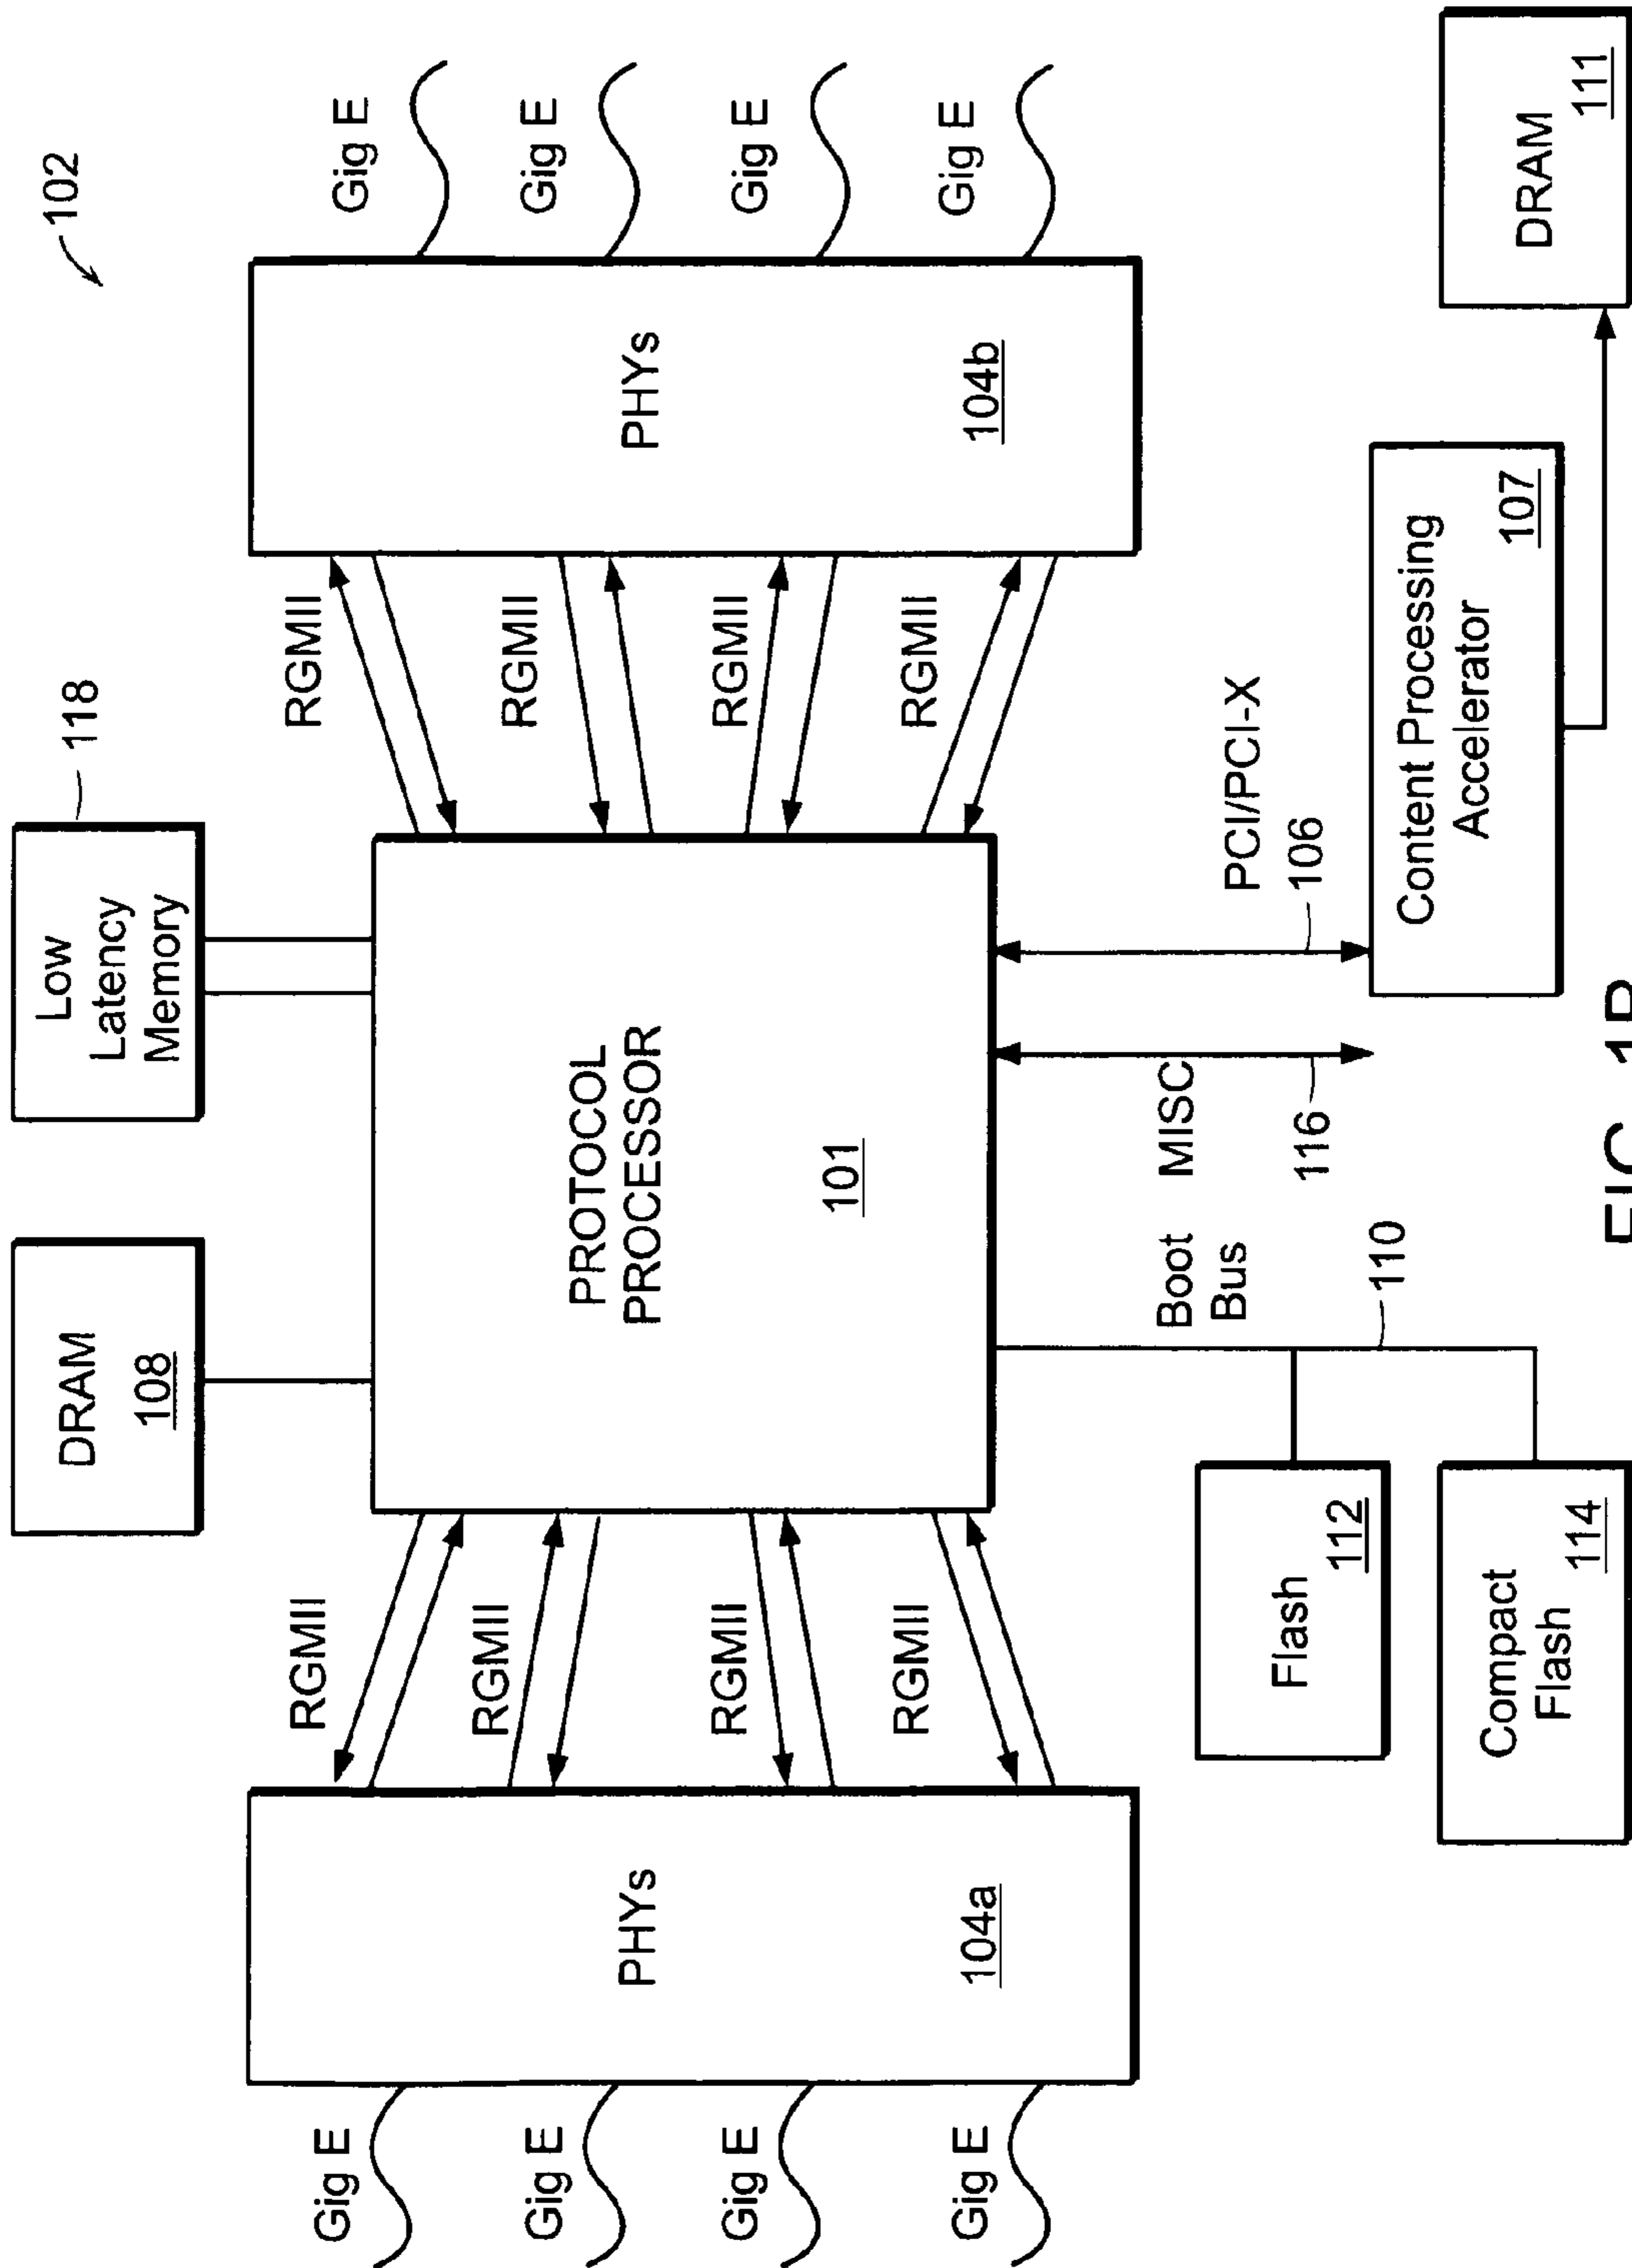 102
DRAM
108
Low
Latency
Memory
118
Gig E
Gig E
Gig E
Gig E
PHYs
104a
RGMII
RGMII
RGMII
RGMII
PROTOCOL
PROCESSOR
101
RGMII
RGMII
RGMII
RGMII
PHYs
104b
Gig E
Gig E
Gig E
Gig E
Boot
Bus
110
MISC
116
PCI/PCI-X
106
Flash
112
Compact
Flash
114
Content Processing
Accelerator
107
DRAM
111
FIG. 1B